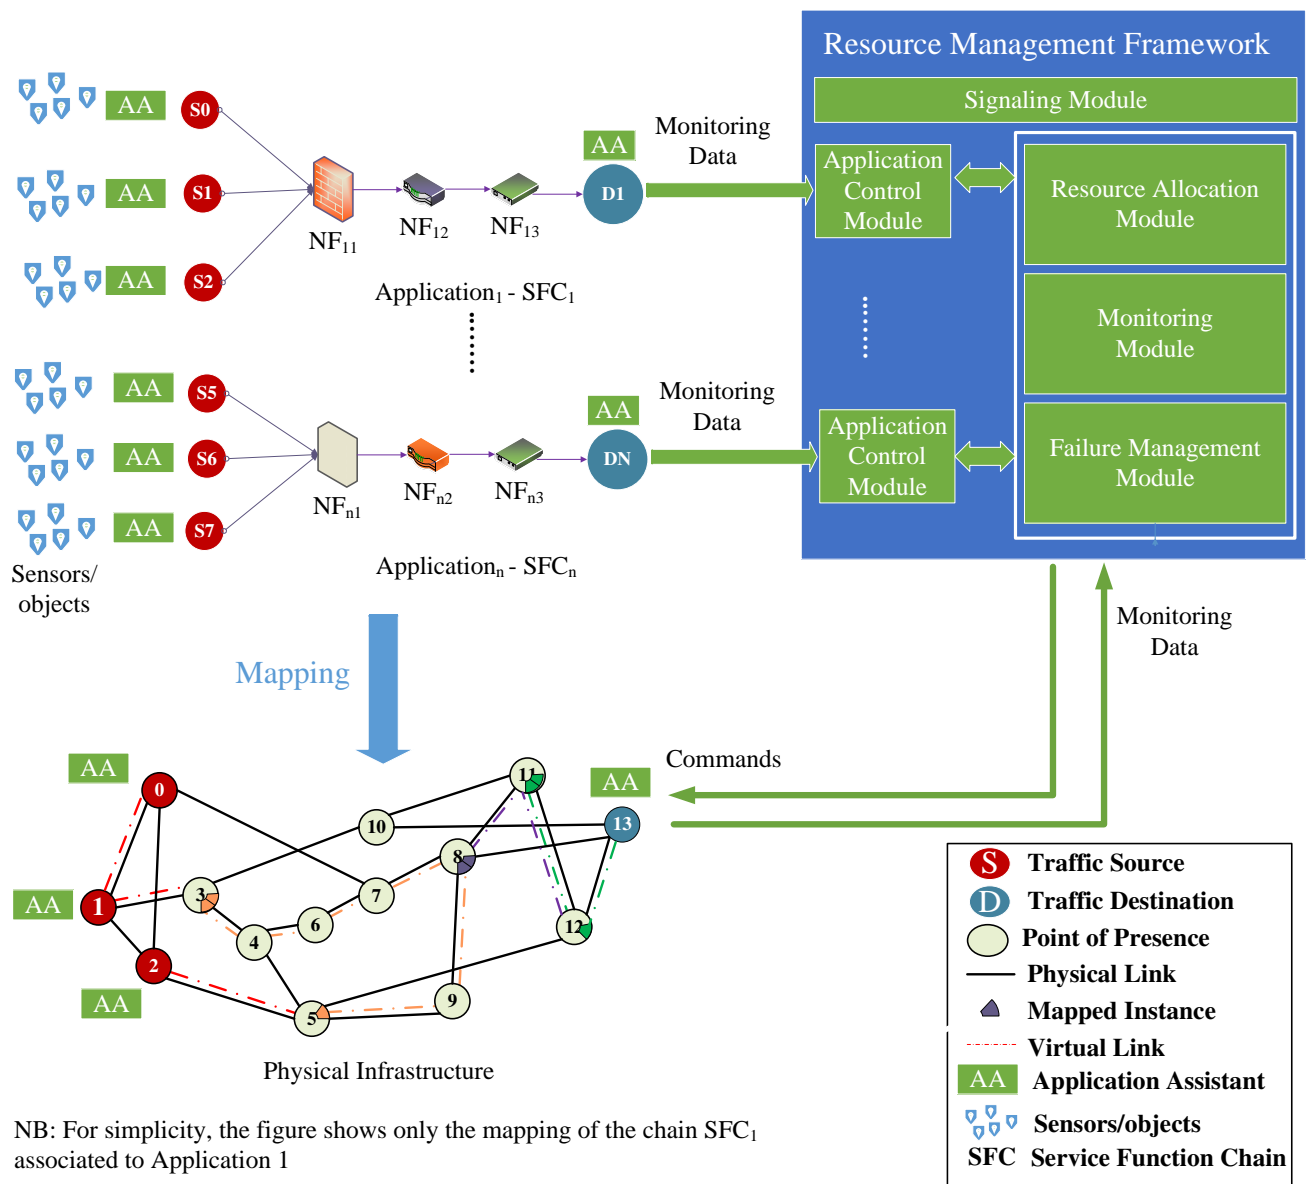 Resource Management Framework
Signaling Module
Application
Control
Module
Resource Allocation
Module
Monitoring
Module
Application
Control
Module
Failure Management
Module
AA
S0
AA
S1
AA
S2
NF11
NF12
NF13
AA
D1
Monitoring
Data
Application1 - SFC1
AA
S5
AA
S6
AA
S7
NFn1
NFn2
NFn3
AA
DN
Monitoring
Data
Applicationn - SFCn
Sensors/
objects
Mapping
Monitoring
Data
Commands
AA
0
AA
1
AA
2
3
4
5
6
7
8
9
10
11
12
AA
13
Physical Infrastructure
S Traffic Source
D Traffic Destination
Point of Presence
Physical Link
Mapped Instance
Virtual Link
AA Application Assistant
Sensors/objects
SFC Service Function Chain
NB: For simplicity, the figure shows only the mapping of the chain SFC1
associated to Application 1